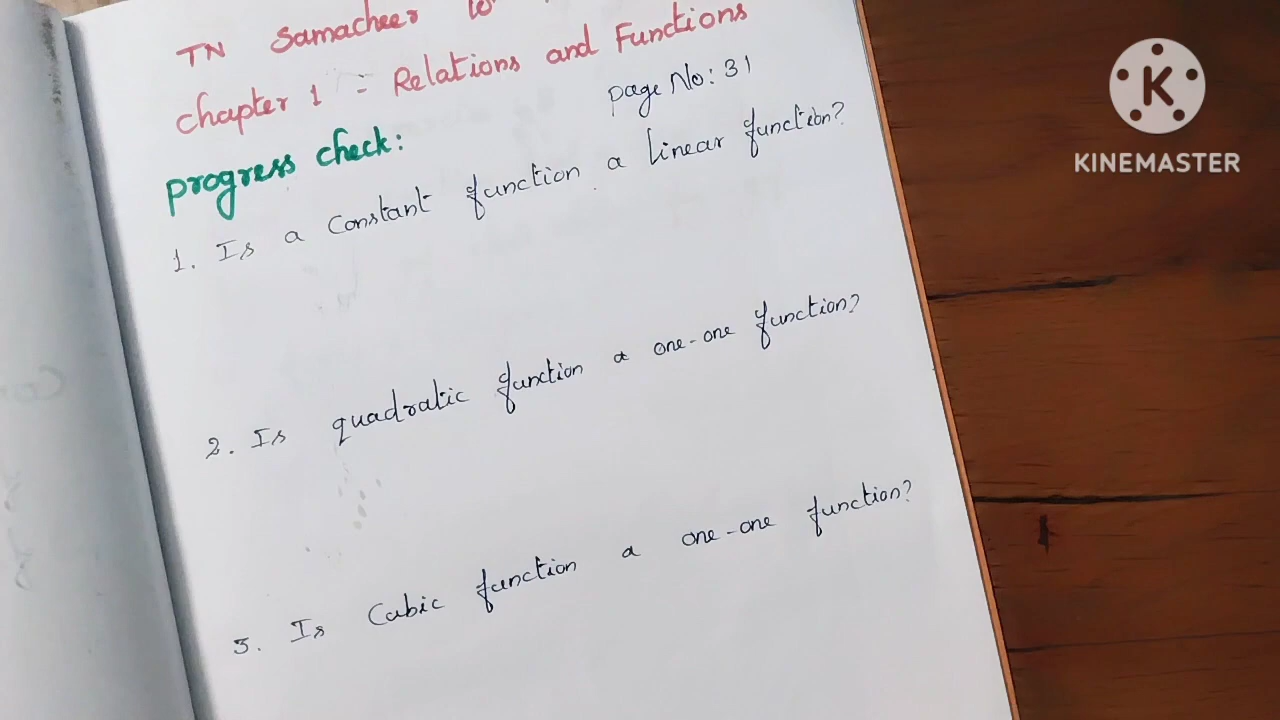 TN Samacheer
chapter 1 - Relations and Functions
page No: 31
progress check:
1. Is a constant function a linear function?
2. Is quadratic function a one-one function?
3. Is Cubic function a one-one function?
K
KINEMASTER